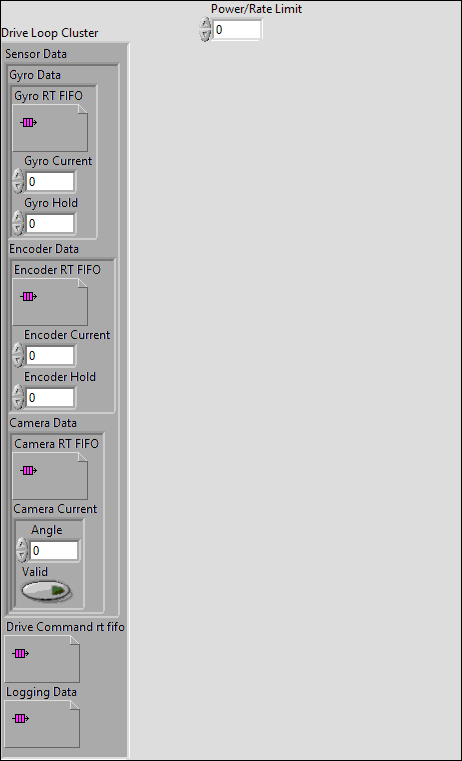 Power/Rate Limit
0
Drive Loop Cluster
Sensor Data
Gyro Data
Gyro RT FIFO
Gyro Current
0
Gyro Hold
0
Encoder Data
Encoder RT FIFO
Encoder Current
0
Encoder Hold
0
Camera Data
Camera RT FIFO
Camera Current
Angle
0
Valid
Drive Command rt fifo
Logging Data